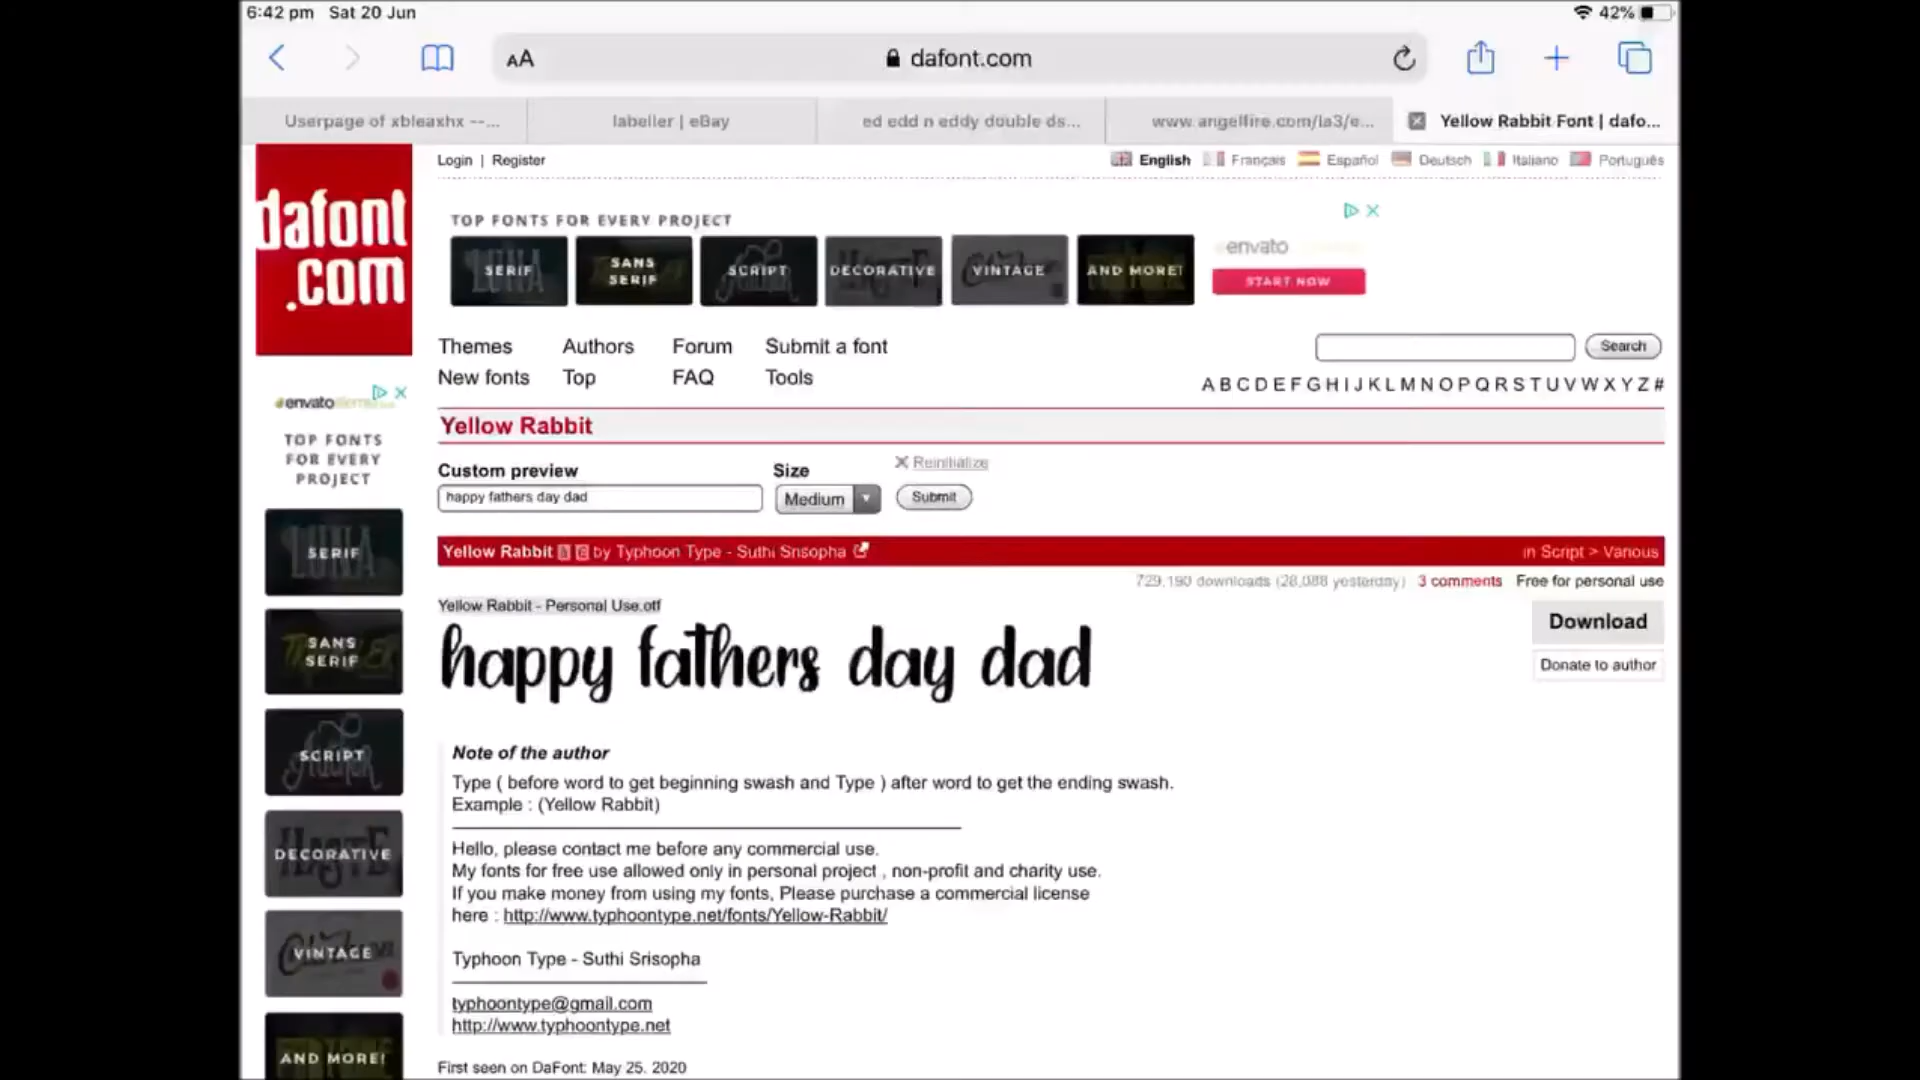 6:42 pm Sat 20 Jun
42%
AA
dafont.com
Userpage of xbleaxhx --...
labeller | eBay
ed edd n eddy double ds...
www.angelfire.com/la3/e...
Yellow Rabbit Font | dafo...
dafont
.com
Login | Register
English Français Español Deutsch Italiano Português
TOP FONTS FOR EVERY PROJECT
SERIF
SANS
SERIF
SCRIPT
DECORATIVE
VINTAGE
AND MORE!
envato
START NOW
Themes Authors Forum Submit a font
New fonts Top FAQ Tools
Search
A B C D E F G H I J K L M N O P Q R S T U V W X Y Z #
envato
TOP FONTS
FOR EVERY
PROJECT
SERIF
SANS
SERIF
SCRIPT
DECORATIVE
VINTAGE
AND MORE!
Yellow Rabbit
Custom preview
Size
Reinitialize
happy fathers day dad
Medium
Submit
Yellow Rabbit by Typhoon Type - Suthi Srisopha
in Script > Various
729,190 downloads (28,088 yesterday) 3 comments Free for personal use
Yellow Rabbit - Personal Use.otf
happy fathers day dad
Download
Donate to author
Note of the author
Type ( before word to get beginning swash and Type ) after word to get the ending swash.
Example : (Yellow Rabbit)
Hello, please contact me before any commercial use.
My fonts for free use allowed only in personal project , non-profit and charity use.
If you make money from using my fonts, Please purchase a commercial license
here : http://www.typhoontype.net/fonts/Yellow-Rabbit/
Typhoon Type - Suthi Srisopha
typhoontype@gmail.com
http://www.typhoontype.net
First seen on DaFont: May 25, 2020